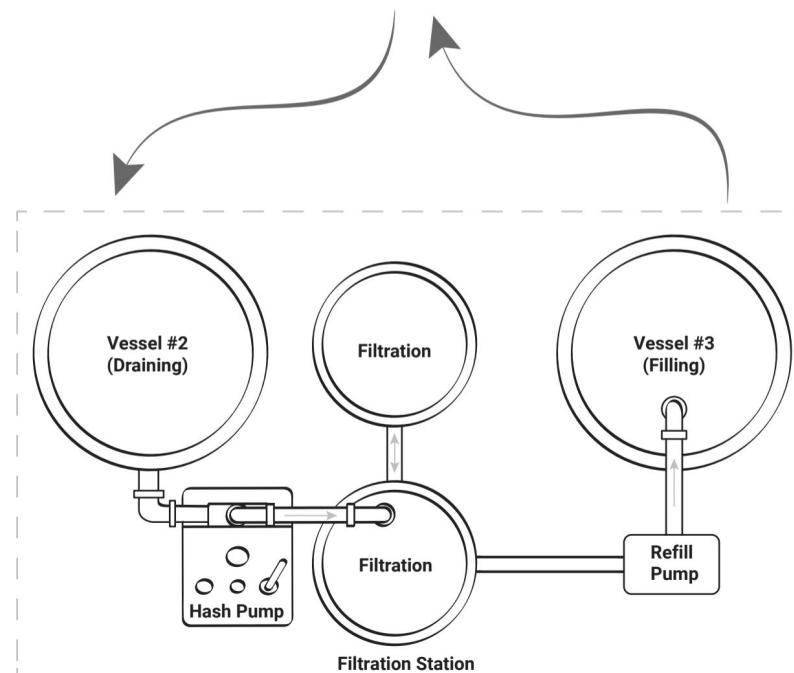 Vessel #2
(Draining)
Filtration
Vessel #3
(Filling)
Hash Pump
Filtration
Refill
Pump
Filtration Station